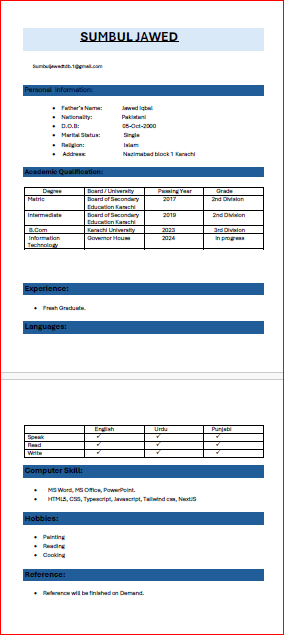 SUMBUL JAWED
Sumbuljawedtdb.1@gmail.com
Personal Information:
• Father's Name: Jawed Iqbal
• Nationality: Pakistani
• D.O.B: 05-Oct-2000
• Marital Status: Single
• Religion: Islam
• Address: Nazimabad block 1 Karachi
Academic Qualification:
Degree Board / University Passing Year Grade
Matric Board of Secondary Education Karachi 2017 2nd Division
Intermediate Board of Secondary Education Karachi 2019 2nd Division
B.Com Karachi University 2023 3rd Division
Information Technology Governor House 2024 In progress
Experience:
• Fresh Graduate.
Languages:
English Urdu Punjabi
Speak ✓ ✓ ✓
Read ✓ ✓ ✓
Write ✓ ✓ ✓
Computer Skill:
• MS Word, MS Office, PowerPoint.
• HTML5, CSS, Typescript, Javascript, Tailwind css, NextJS
Hobbies:
• Painting
• Reading
• Cooking
Reference:
• Reference will be finished on Demand.